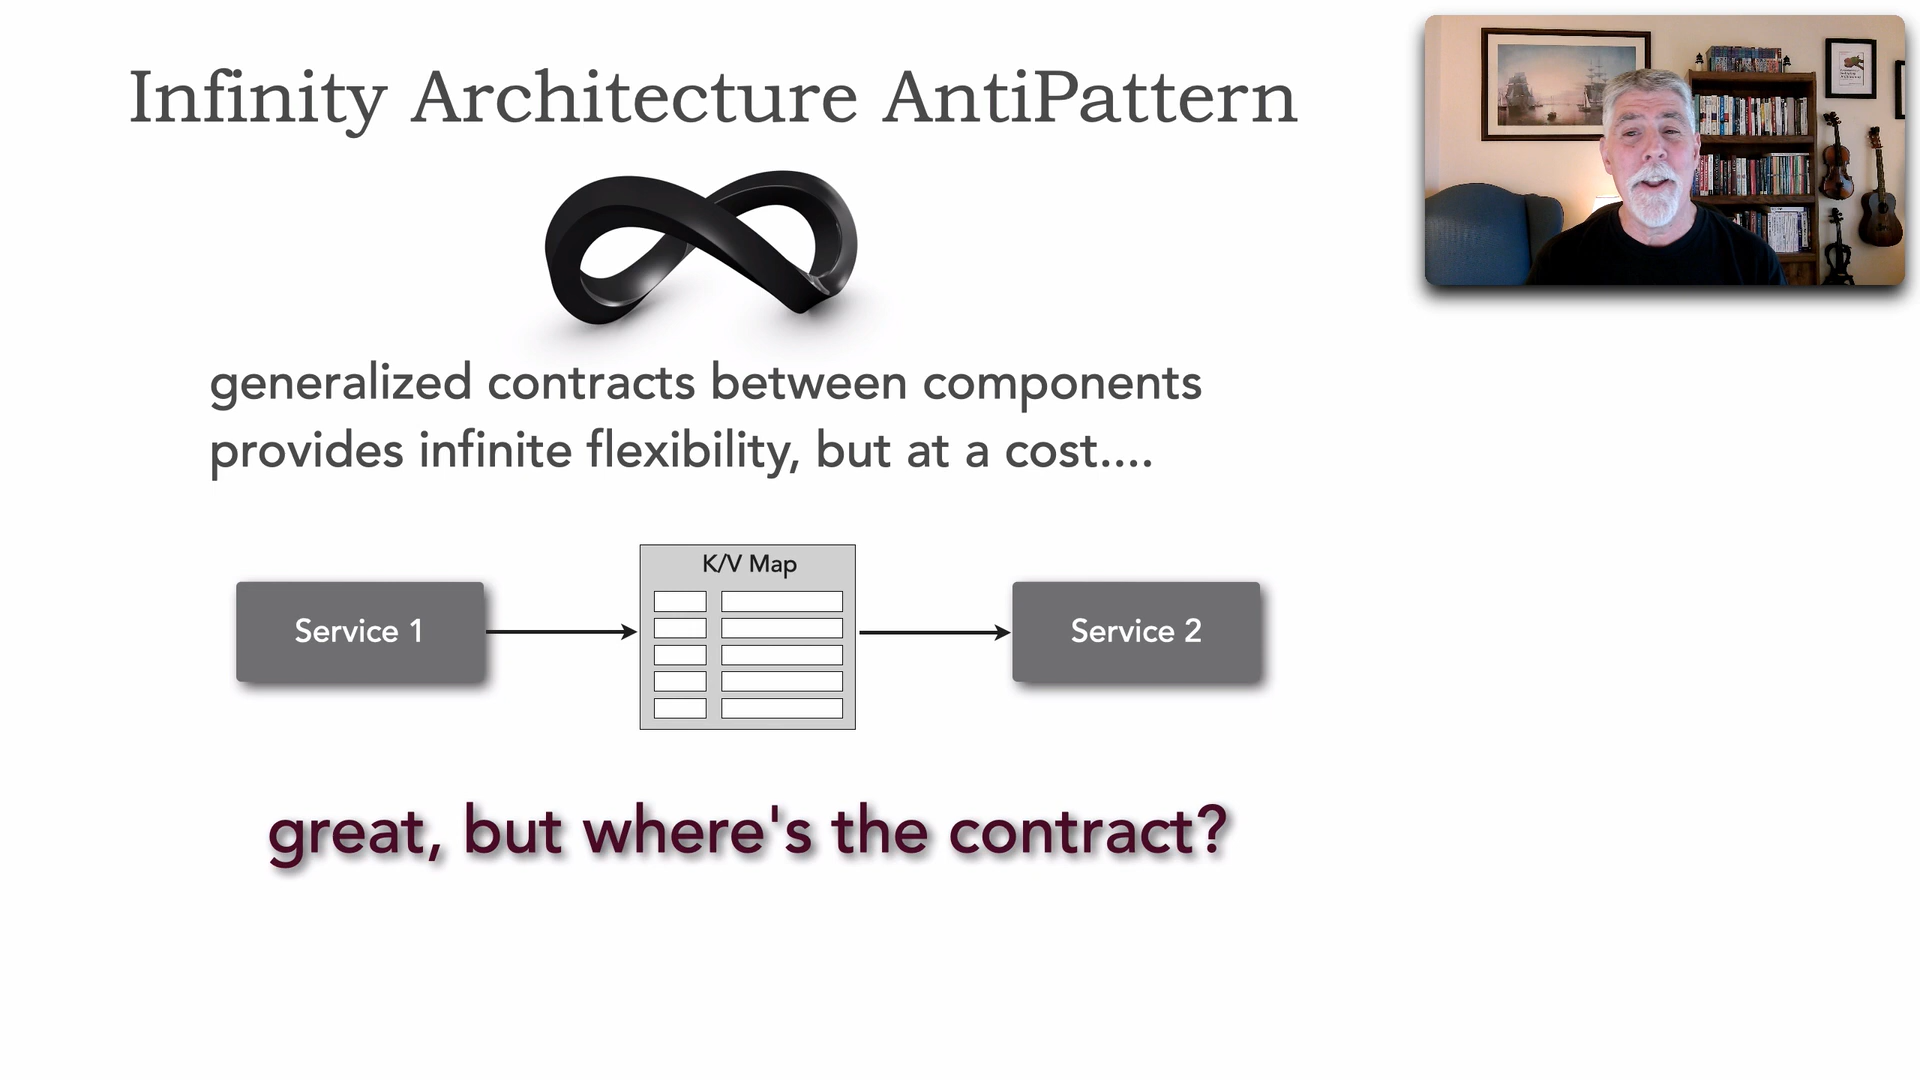 Infinity Architecture AntiPattern
generalized contracts between components
provides infinite flexibility, but at a cost....
K/V Map
Service 1
Service 2
great, but where's the contract?